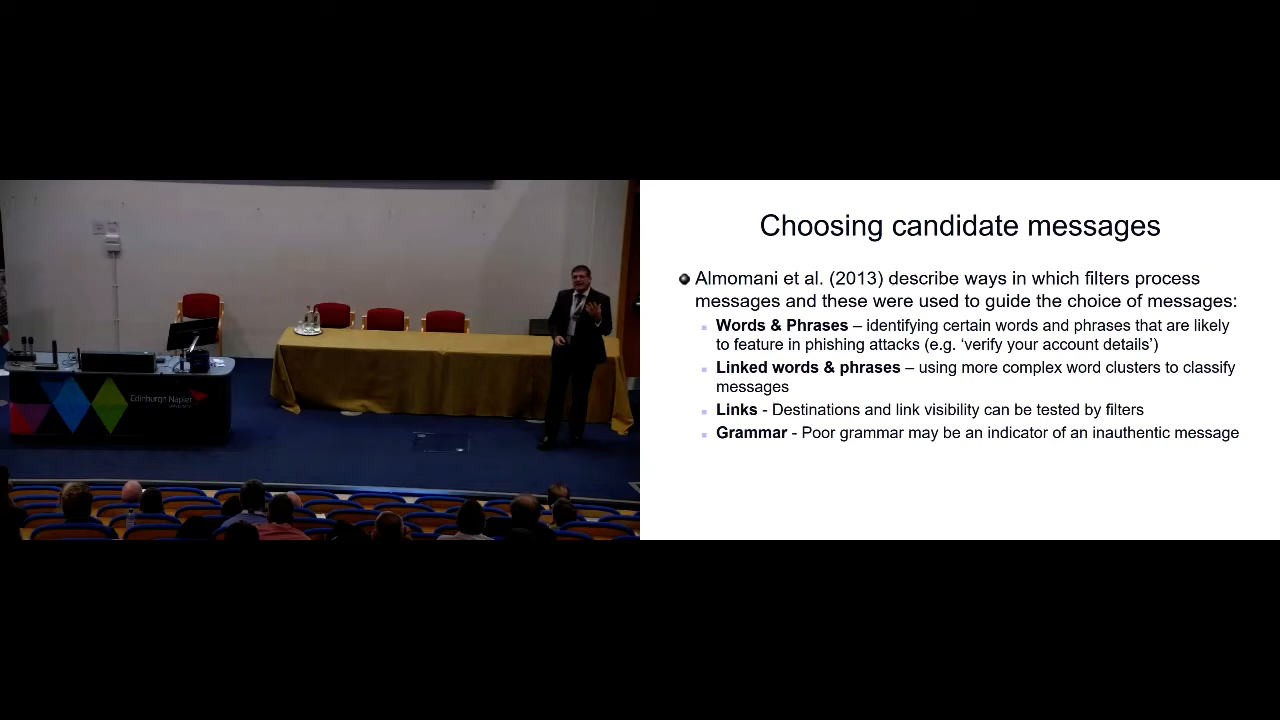 Edinburgh Napier
UNIVERSITY
Choosing candidate messages
Almomani et al. (2013) describe ways in which filters process
messages and these were used to guide the choice of messages:
Words & Phrases – identifying certain words and phrases that are likely
to feature in phishing attacks (e.g. ‘verify your account details’)
Linked words & phrases – using more complex word clusters to classify
messages
Links - Destinations and link visibility can be tested by filters
Grammar - Poor grammar may be an indicator of an inauthentic message